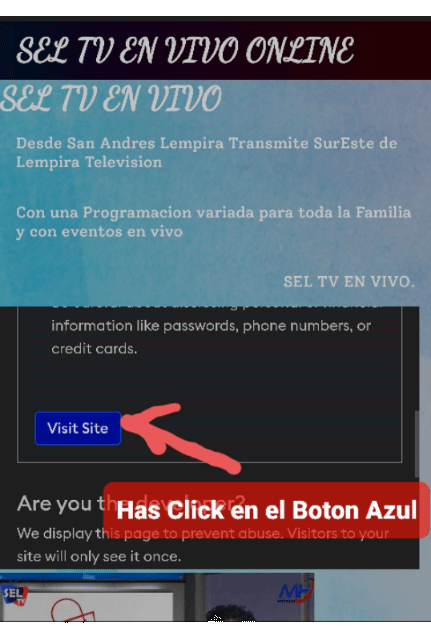 SEL TV EN VIVO ONLINE
SEL TV EN VIVO
Desde San Andres Lempira Transmite SurEste de
Lempira Television
Con una Programacion variada para toda la Familia
y con eventos en vivo
SEL TV EN VIVO.
information like passwords, phone numbers, or
credit cards.
Visit Site
Are you the developer?
Has Click en el Boton Azul
We display this page to prevent abuse. Visitors to your
site will only see it once.
SEL
TV